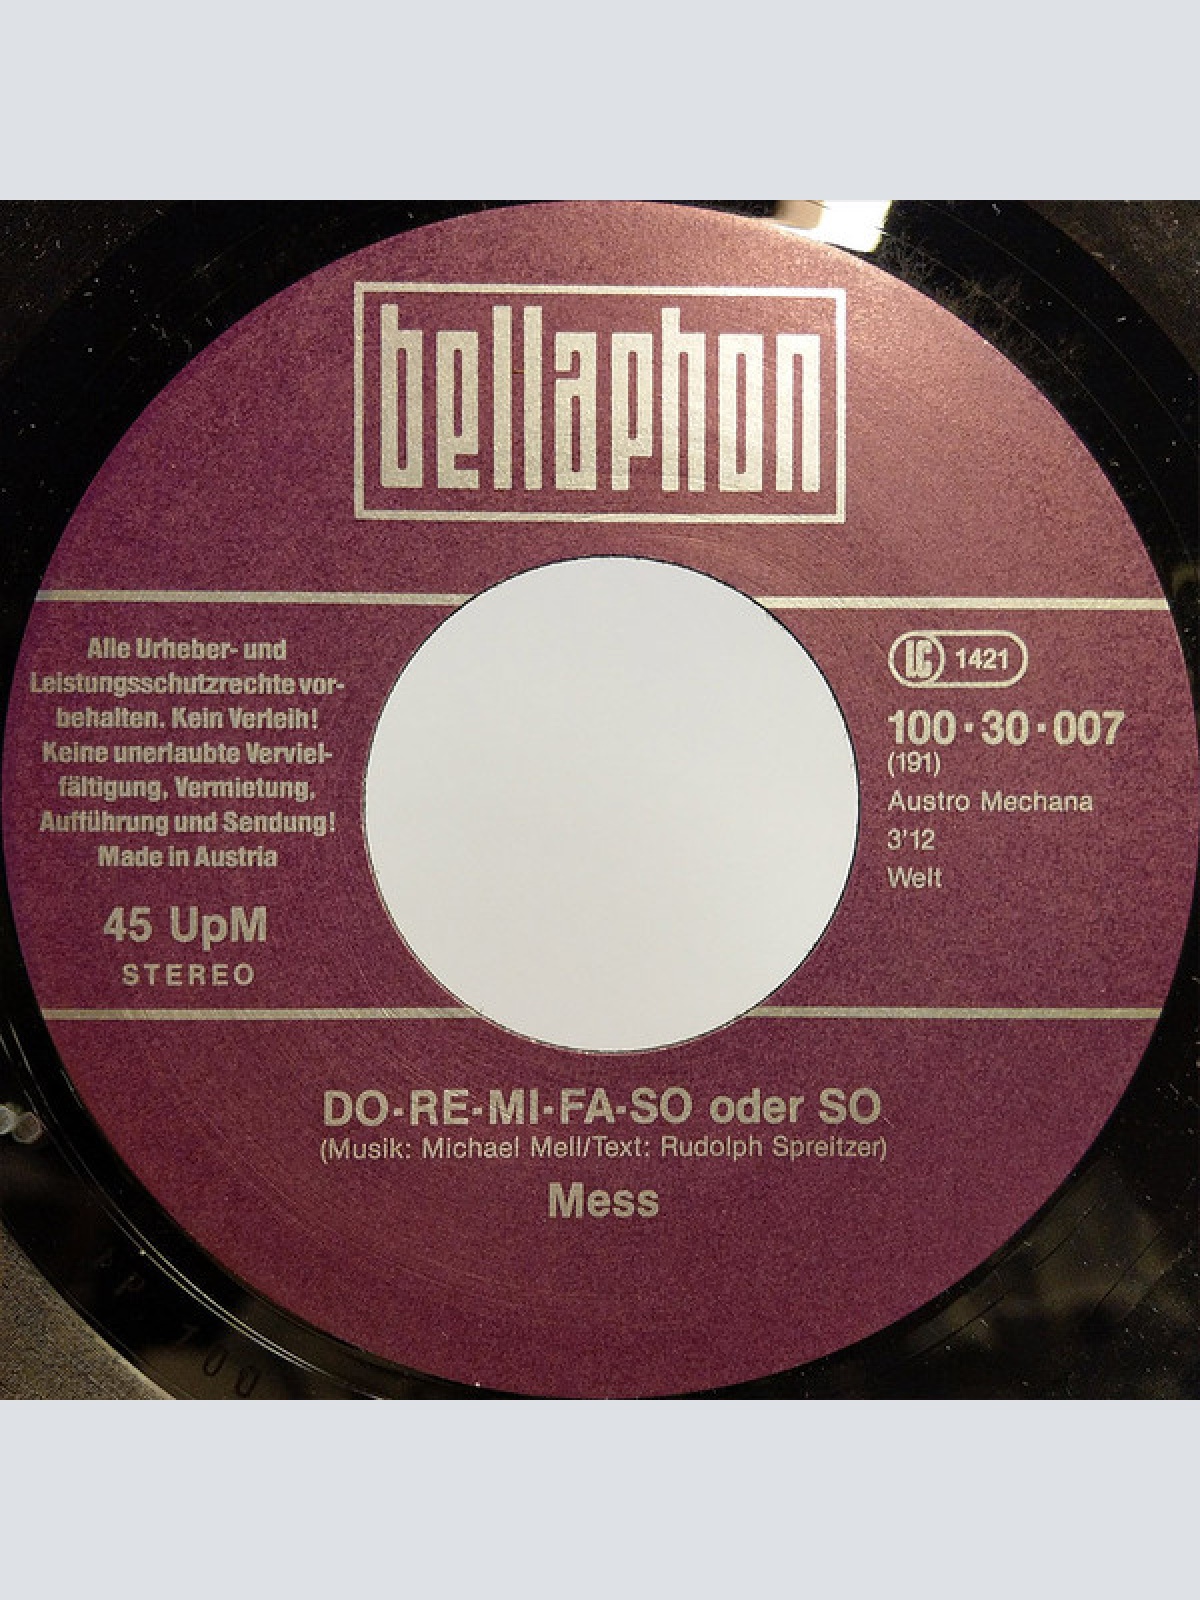 bellaphon
Alle Urheber- und
Leistungsschutzrechte vor-
behalten. Kein Verleih!
Keine unerlaubte Verviel-
fältigung, Vermietung,
Aufführung und Sendung!
Made in Austria
45 UpM
STEREO
LC 1421
100·30·007
(191)
Austro Mechana
3'12
Welt
DO-RE-MI-FA-SO oder SO
(Musik: Michael Mell/Text: Rudolph Spreitzer)
Mess